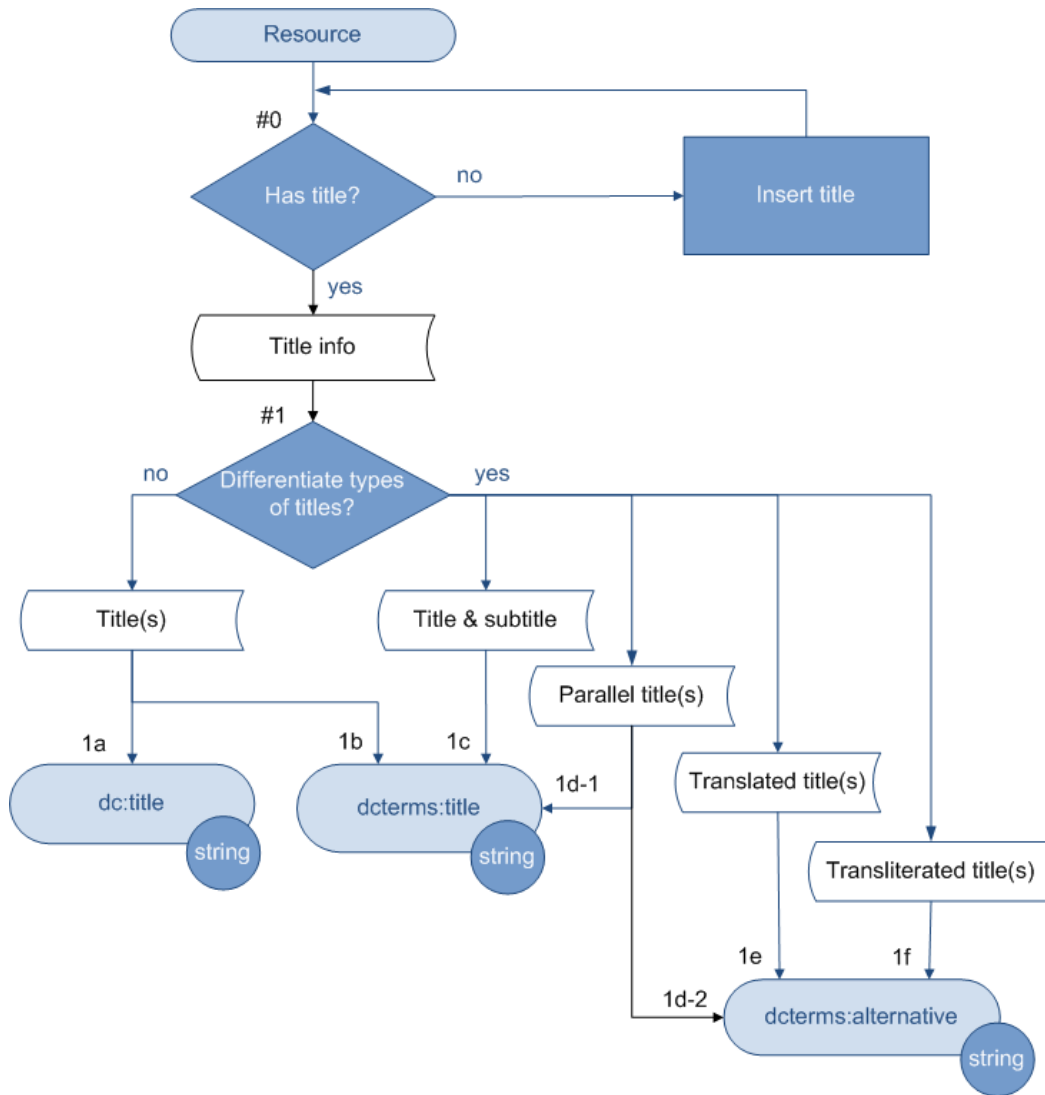 Resource
#0
Has title?
no
Insert title
yes
Title info
#1
no
Differentiate types
of titles?
yes
Title(s)
Title & subtitle
Parallel title(s)
1a
1b
1c
dc:title
string
dcterms:title
string
1d-1
Translated title(s)
Transliterated title(s)
1e
1f
1d-2
dcterms:alternative
string